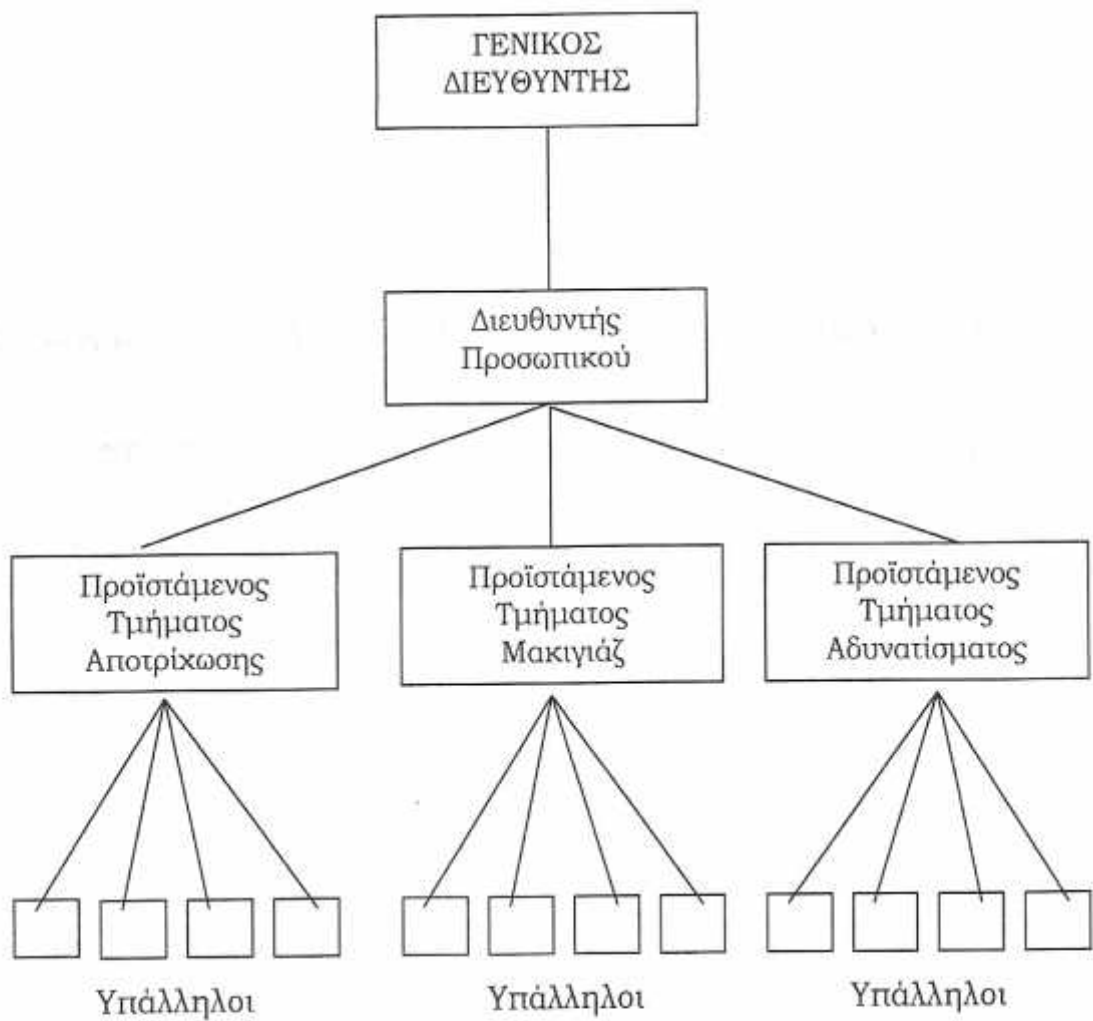 ΓΕΝΙΚΟΣ
ΔΙΕΥΘΥΝΤΗΣ
Διευθυντής
Προσωπικού
Προϊστάμενος
Τμήματος
Αποτρίχωσης
Προϊστάμενος
Τμήματος
Μακιγιάζ
Προϊστάμενος
Τμήματος
Αδυνατίσματος
Υπάλληλοι
Υπάλληλοι
Υπάλληλοι